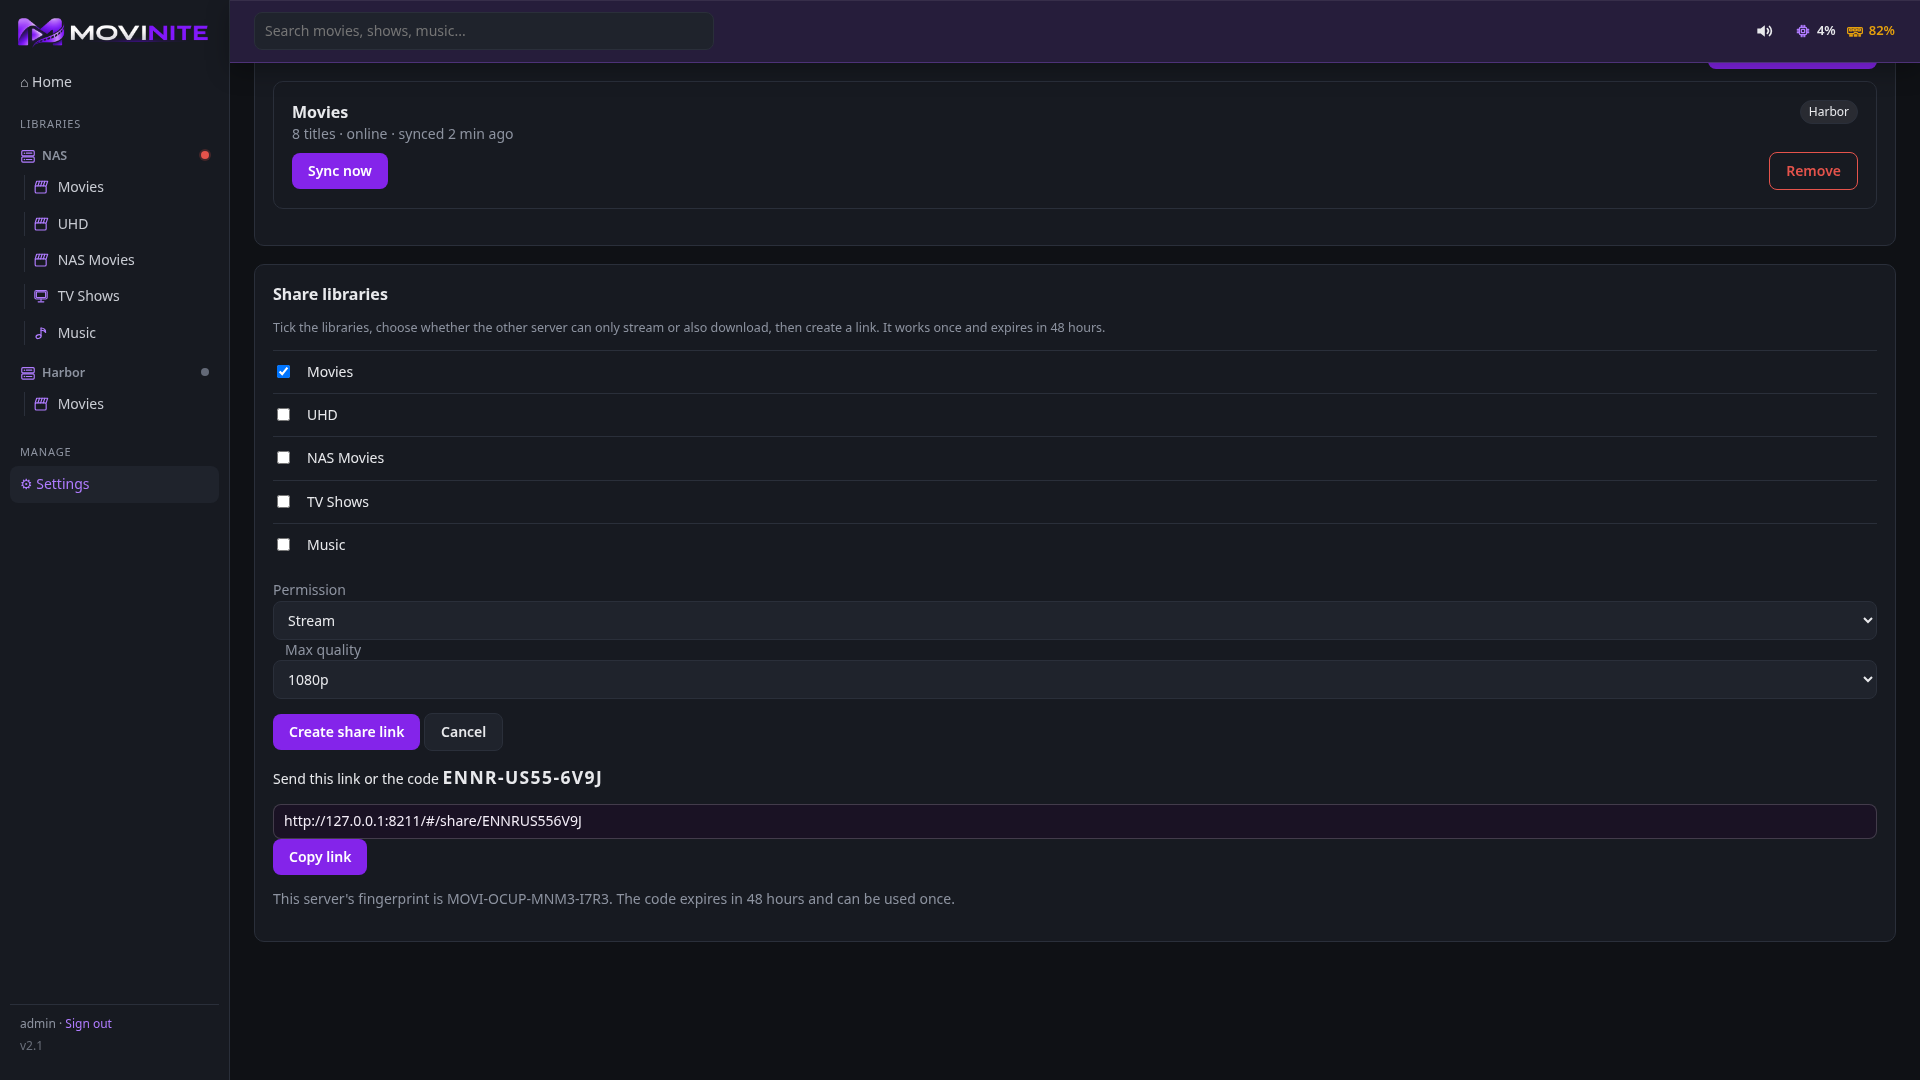 MOVINITE
Search movies, shows, music...
4%
82%
Home
LIBRARIES
NAS
Movies
UHD
NAS Movies
TV Shows
Music
Harbor
Movies
MANAGE
Settings
admin · Sign out
v2.1
Movies
Harbor
8 titles · online · synced 2 min ago
Sync now
Remove
Share libraries
Tick the libraries, choose whether the other server can only stream or also download, then create a link. It works once and expires in 48 hours.
Movies
UHD
NAS Movies
TV Shows
Music
Permission
Stream
Max quality
1080p
Create share link
Cancel
Send this link or the code ENNR-US55-6V9J
http://127.0.0.1:8211/#/share/ENNRUS556V9J
Copy link
This server's fingerprint is MOVI-OCUP-MNM3-I7R3. The code expires in 48 hours and can be used once.